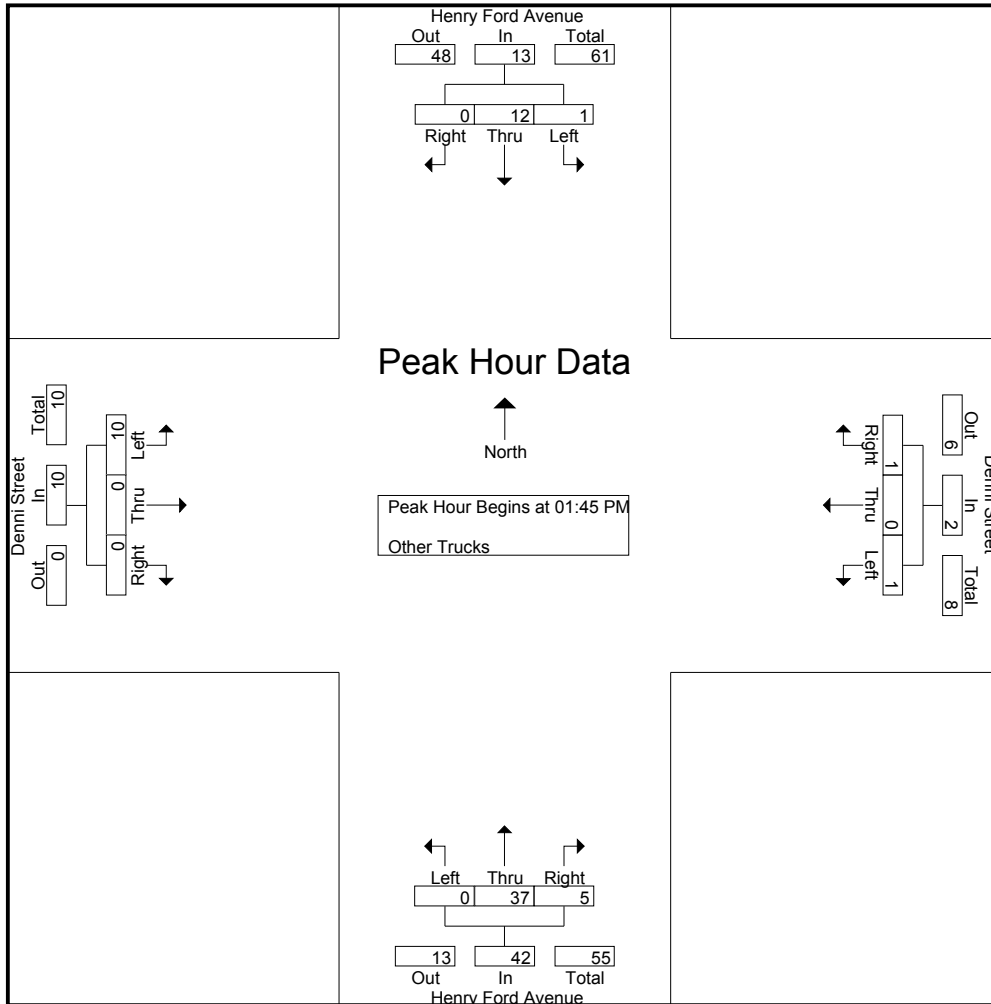 Henry Ford Avenue
Out In Total
48 13 61
0 12 1
Right Thru Left
Peak Hour Data
North
Peak Hour Begins at 01:45 PM
Other Trucks
Denni Street
Total In Out
10 10 0
10 0 0
Left Thru Right
Denni Street
Out In Total
6 2 8
1 0 1
Right Thru Left
Left Thru Right
0 37 5
13 42 55
Out In Total
Henry Ford Avenue